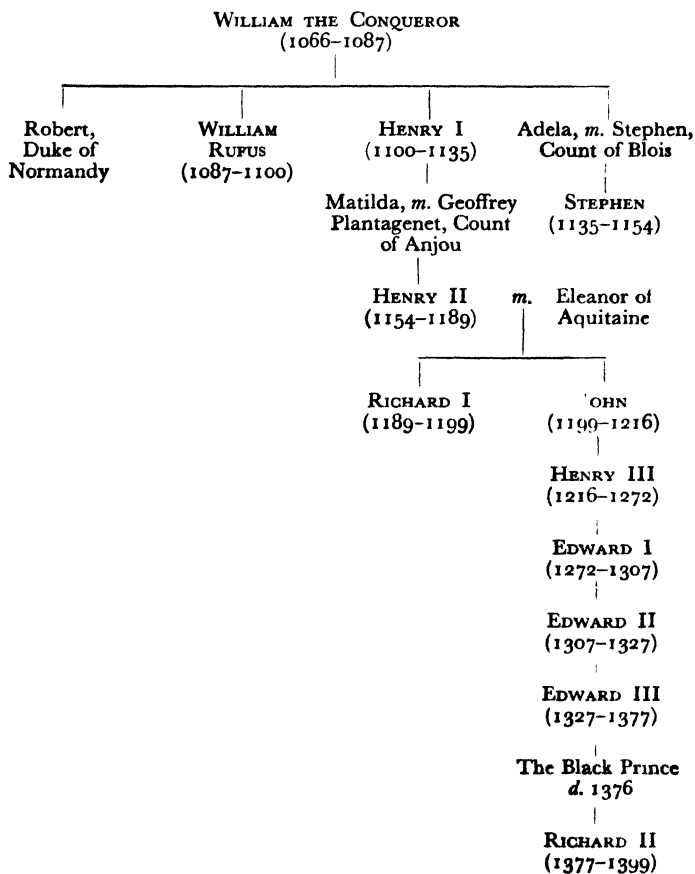 WILLIAM THE CONQUEROR
(1066–1087)
Robert,
Duke of
Normandy
WILLIAM
RUFUS
(1087–1100)
HENRY I
(1100–1135)
Adela, m. Stephen,
Count of Blois
Matilda, m. Geoffrey
Plantagenet, Count
of Anjou
STEPHEN
(1135–1154)
HENRY II
(1154–1189)
m.
Eleanor of
Aquitaine
RICHARD I
(1189–1199)
'OHN
(1199–1216)
HENRY III
(1216–1272)
EDWARD I
(1272–1307)
EDWARD II
(1307–1327)
EDWARD III
(1327–1377)
The Black Prince
d. 1376
RICHARD II
(1377–1399)